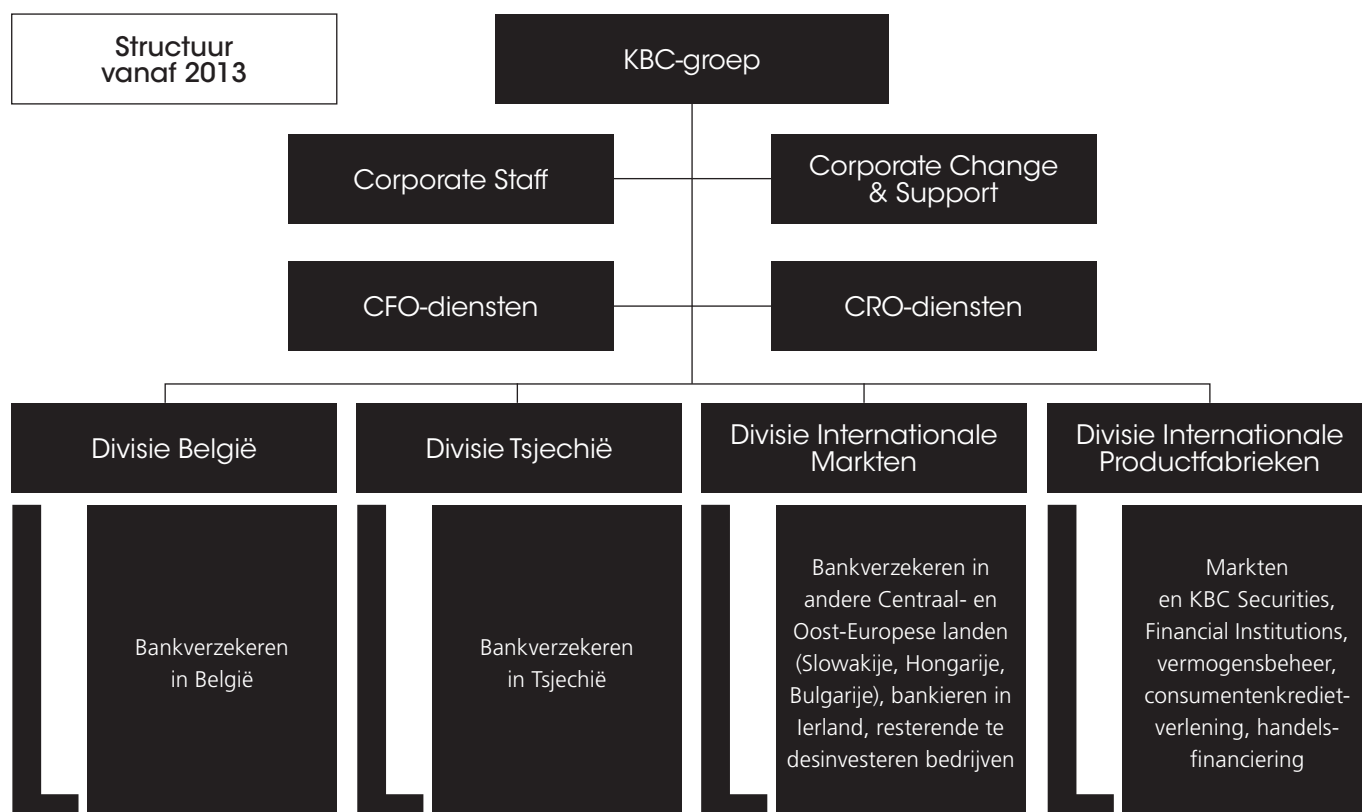 Structuur
vanaf 2013
KBC-groep
Corporate Staff
Corporate Change
& Support
CFO-diensten
CRO-diensten
Divisie België
Divisie Tsjechië
Divisie Internationale
Markten
Divisie Internationale
Productfabrieken
Bankverzekeren
in België
Bankverzekeren
in Tsjechië
Bankverzekeren in
andere Centraal- en
Oost-Europese landen
(Slowakije, Hongarije,
Bulgarije), bankieren in
Ierland, resterende te
desinvesteren bedrijven
Markten
en KBC Securities,
Financial Institutions,
vermogensbeheer,
consumentenkrediet-
verlening, handels-
financiering